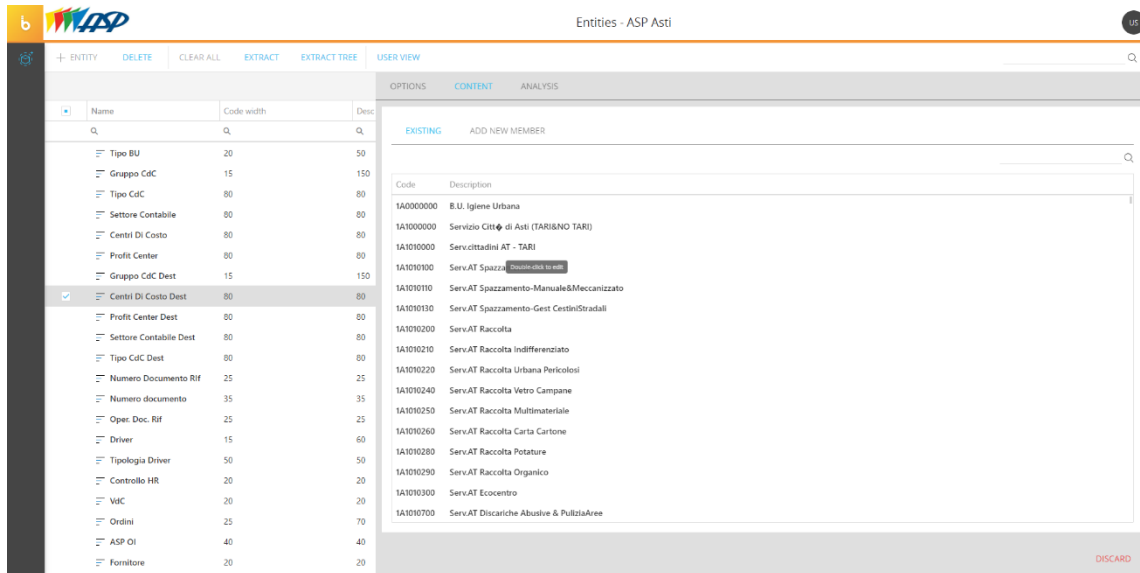 b ASP Entities - ASP Asti US
+ ENTITY DELETE CLEAR ALL EXTRACT EXTRACT TREE USER VIEW
OPTIONS CONTENT ANALYSIS
Name Code width Desc
EXISTING ADD NEW MEMBER
Tipo BU 20 50
Gruppo CdC 15 150
Tipo CdC 80 80
Settore Contabile 80 80
Centri Di Costo 80 80
Profit Center 80 80
Gruppo CdC Dest 15 150
Centri Di Costo Dest 80 80
Profit Center Dest 80 80
Settore Contabile Dest 80 80
Tipo CdC Dest 80 80
Numero Documento RIf 25 25
Numero documento 35 35
Oper. Doc. Rif 25 25
Driver 15 60
Tipologia Driver 50 50
Controllo HR 20 20
VdC 20 20
Ordini 25 70
ASP OI 40 40
Fornitore 20 20
Code Description
1A0000000 B.U. Igiene Urbana
1A1000000 Servizio Citt� di Asti (TARI&NO TARI)
1A1010000 Serv.cittadini AT - TARI
1A1010100 Serv.AT Spazza
Double-click to edit
1A1010110 Serv.AT Spazzamento-Manuale&Meccanizzato
1A1010130 Serv.AT Spazzamento-Gest CestiniStradali
1A1010200 Serv.AT Raccolta
1A1010210 Serv.AT Raccolta Indifferenziato
1A1010220 Serv.AT Raccolta Urbana Pericolosi
1A1010240 Serv.AT Raccolta Vetro Campane
1A1010250 Serv.AT Raccolta Multimateriale
1A1010260 Serv.AT Raccolta Carta Cartone
1A1010280 Serv.AT Raccolta Potature
1A1010290 Serv.AT Raccolta Organico
1A1010300 Serv.AT Ecocentro
1A1010700 Serv.AT Discariche Abusive & PuliziaAree
DISCARD